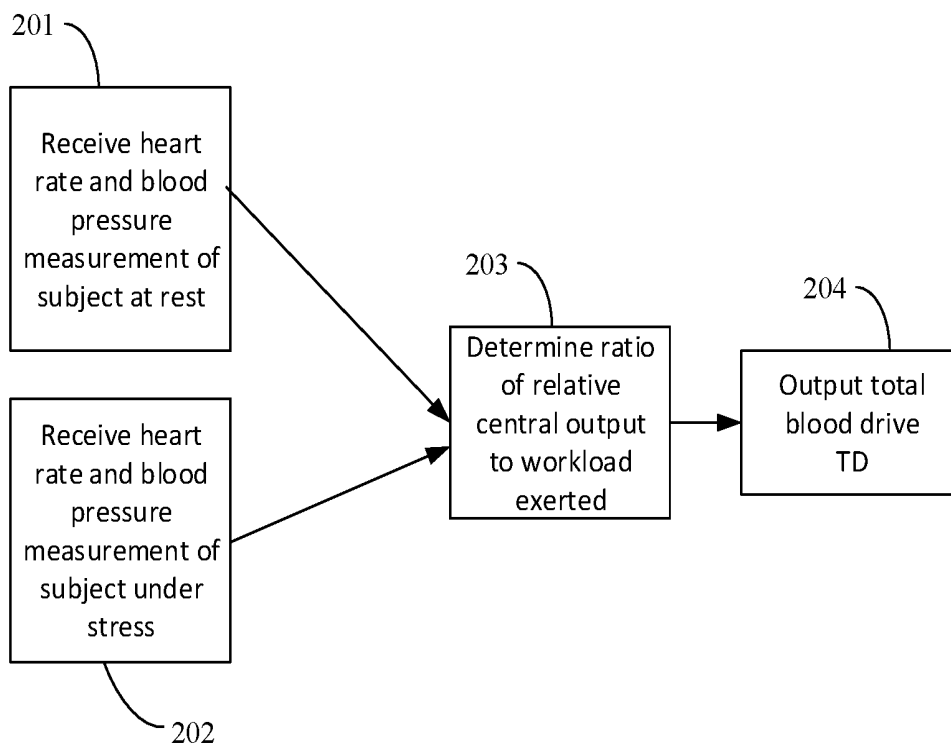 201
Receive heart
rate and blood
pressure
measurement of
subject at rest
203
Determine ratio
of relative
central output
to workload
exerted
204
Output total
blood drive
TD
Receive heart
rate and blood
pressure
measurement of
subject under
stress
202